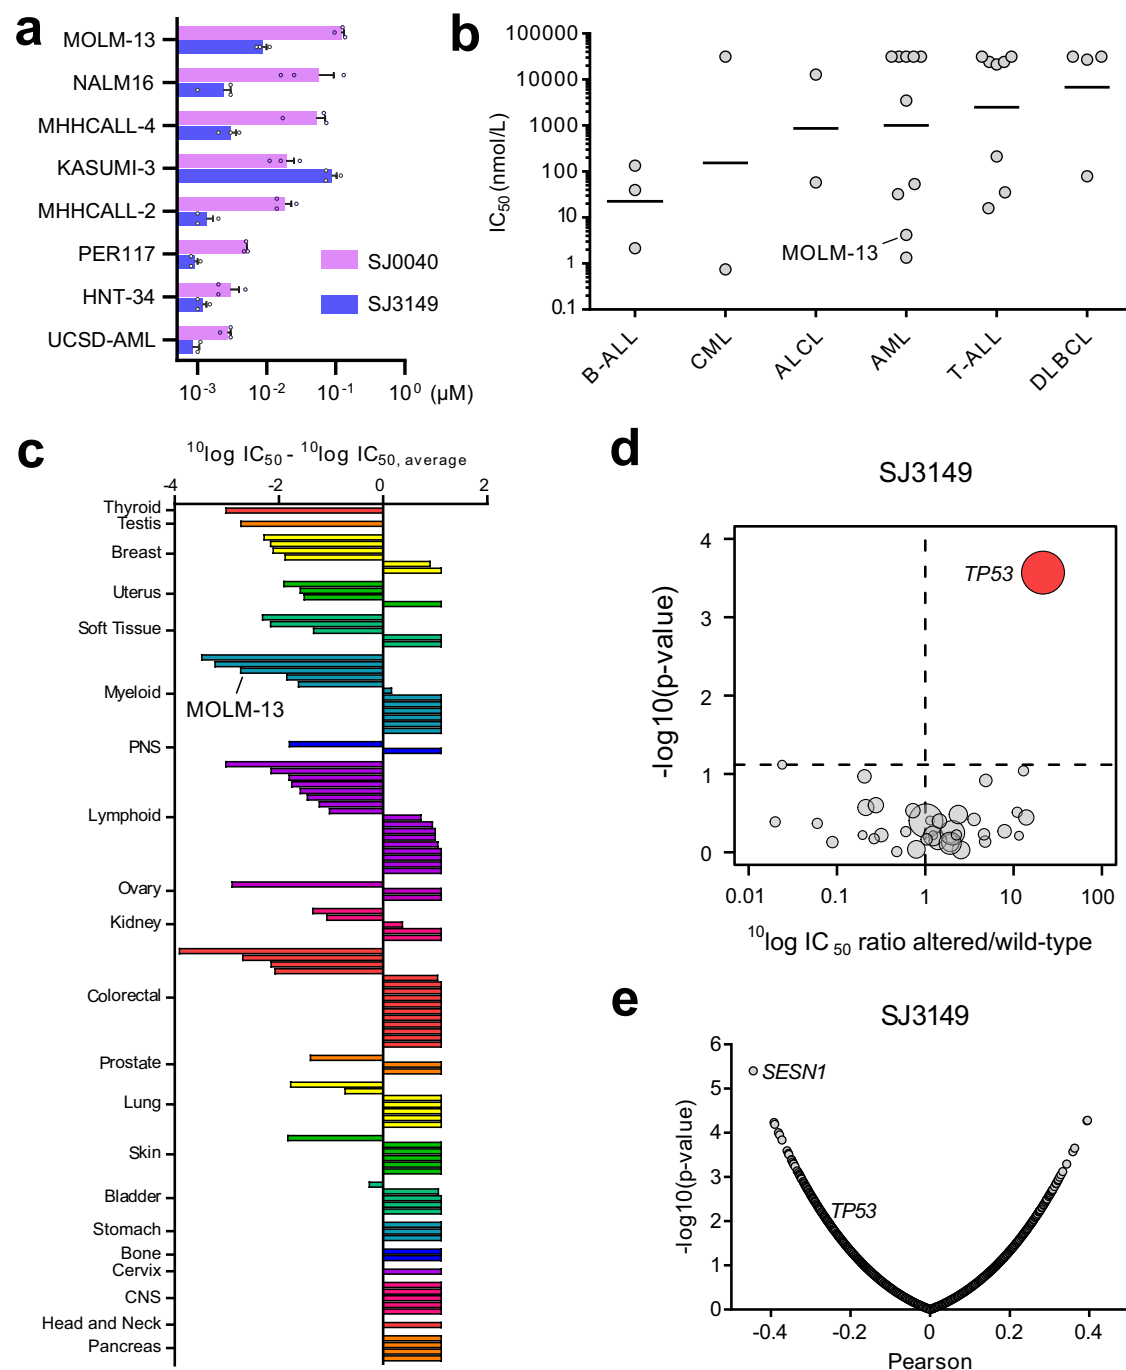 a
MOLM-13
NALM16
MHHCALL-4
KASUMI-3
MHHCALL-2
PER117
HNT-34
UCSD-AML
SJ0040
SJ3149
10⁻³ 10⁻² 10⁻¹ 10⁰ (μM)
b
IC₅₀ (nmol/L)
100000
10000
1000
100
10
1
0.1
MOLM-13
B-ALL CML ALCL AML T-ALL DLBCL
c
¹⁰log IC₅₀ - ¹⁰log IC₅₀, average
-4 -2 0 2
Thyroid
Testis
Breast
Uterus
Soft Tissue
Myeloid
MOLM-13
PNS
Lymphoid
Ovary
Kidney
Colorectal
Prostate
Lung
Skin
Bladder
Stomach
Bone
Cervix
CNS
Head and Neck
Pancreas
d
SJ3149
-log10(p-value)
4
3
2
1
0
TP53
0.01 0.1 1 10 100
¹⁰log IC₅₀ ratio altered/wild-type
e
SJ3149
-log10(p-value)
6
5
4
3
2
1
0
SESN1
TP53
-0.4 -0.2 0 0.2 0.4
Pearson